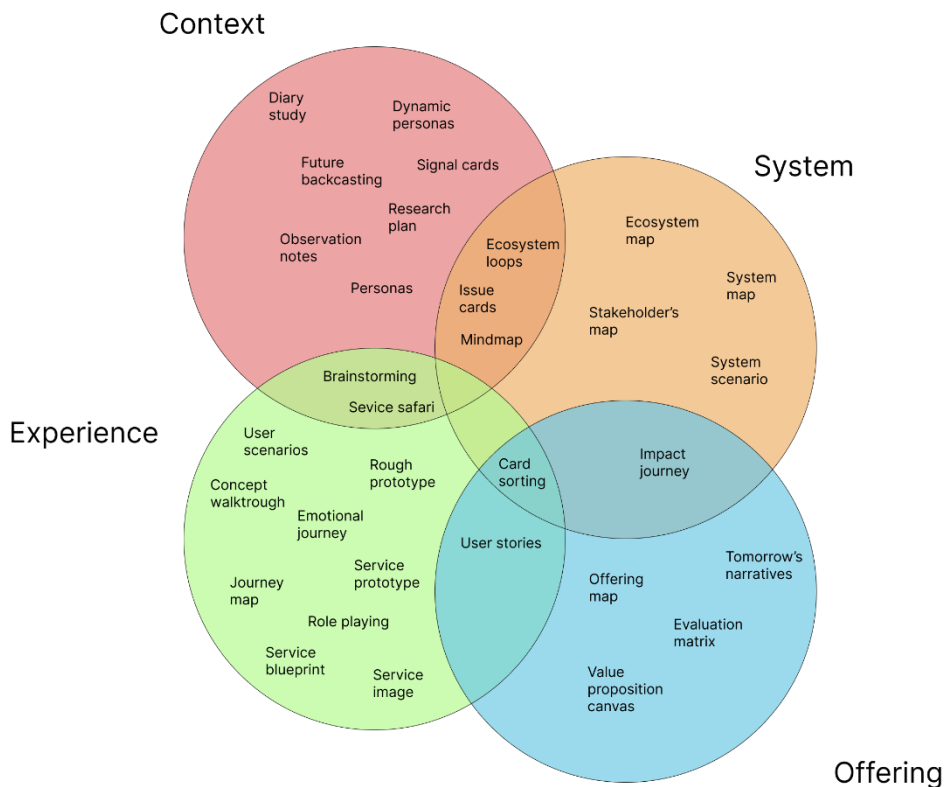 Context
Diary
study
Dynamic
personas
Future
backcasting
Signal cards
Research
plan
Observation
notes
Personas
System
Ecosystem
loops
Issue
cards
Mindmap
Ecosystem
map
System
map
Stakeholder's
map
System
scenario
Brainstorming
Sevice safari
Experience
User
scenarios
Rough
prototype
Concept
walktrough
Emotional
journey
Service
prototype
Journey
map
Role playing
Service
blueprint
Service
image
Card
sorting
User stories
Impact
journey
Tomorrow's
narratives
Offering
map
Evaluation
matrix
Value
proposition
canvas
Offering